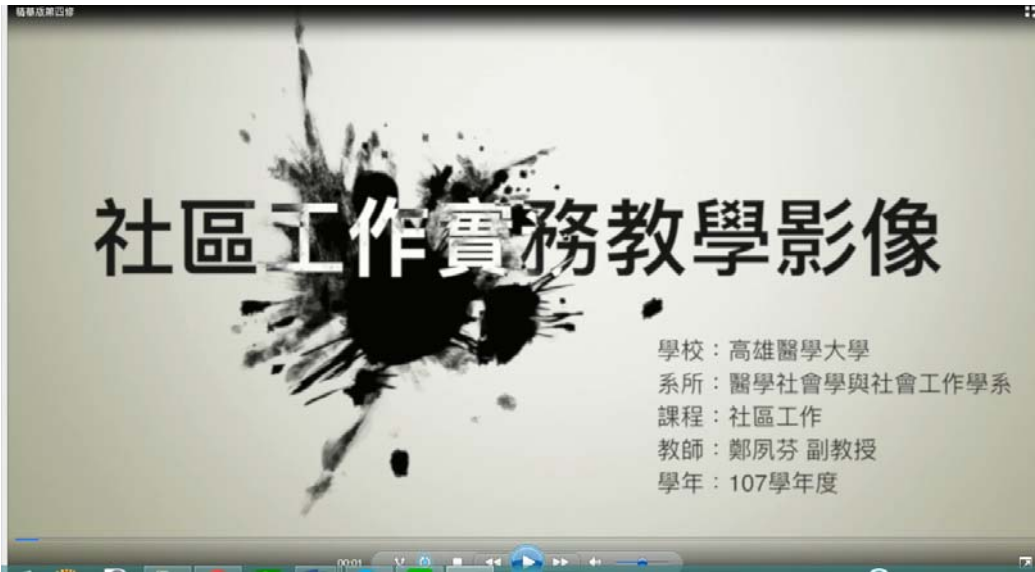 精華版第四修
社區工作實務教學影像
學校：高雄醫學大學
系所：醫學社會學與社會工作學系
課程：社區工作
教師：鄭夙芬 副教授
學年：107學年度
00:01